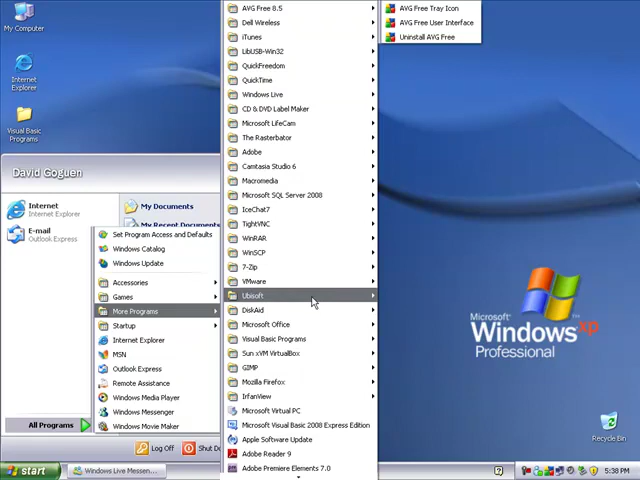 My Computer
Internet
Explorer
Visual Basic
Programs
David Goguen
Internet
Internet Explorer
E-mail
Outlook Express
My Documents
My Recent Documents
All Programs
Log Off
Shut Do
start
Windows Live Messen...
5:38 PM
Set Program Access and Defaults
Windows Catalog
Windows Update
Accessories
Games
More Programs
Startup
Internet Explorer
MSN
Outlook Express
Remote Assistance
Windows Media Player
Windows Messenger
Windows Movie Maker
AVG Free 8.5
Dell Wireless
iTunes
LibUSB-Win32
QuickFreedom
QuickTime
Windows Live
CD & DVD Label Maker
Microsoft LifeCam
The Rasterbator
Adobe
Camtasia Studio 6
Macromedia
Microsoft SQL Server 2008
IceChat7
TightVNC
WinRAR
WinSCP
7-Zip
VMware
Ubisoft
DiskAid
Microsoft Office
Visual Basic Programs
Sun xVM VirtualBox
GIMP
Mozilla Firefox
IrfanView
Microsoft Virtual PC
Microsoft Visual Basic 2008 Express Edition
Apple Software Update
Adobe Reader 9
Adobe Premiere Elements 7.0
AVG Free Tray Icon
AVG Free User Interface
Uninstall AVG Free
Microsoft
Windows xp
Professional
Recycle Bin